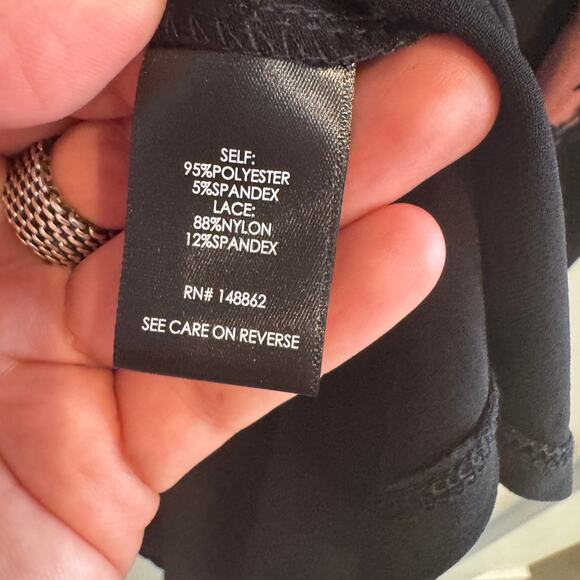 SELF:
95%POLYESTER
5%SPANDEX
LACE:
88%NYLON
12%SPANDEX
RN# 148862
SEE CARE ON REVERSE